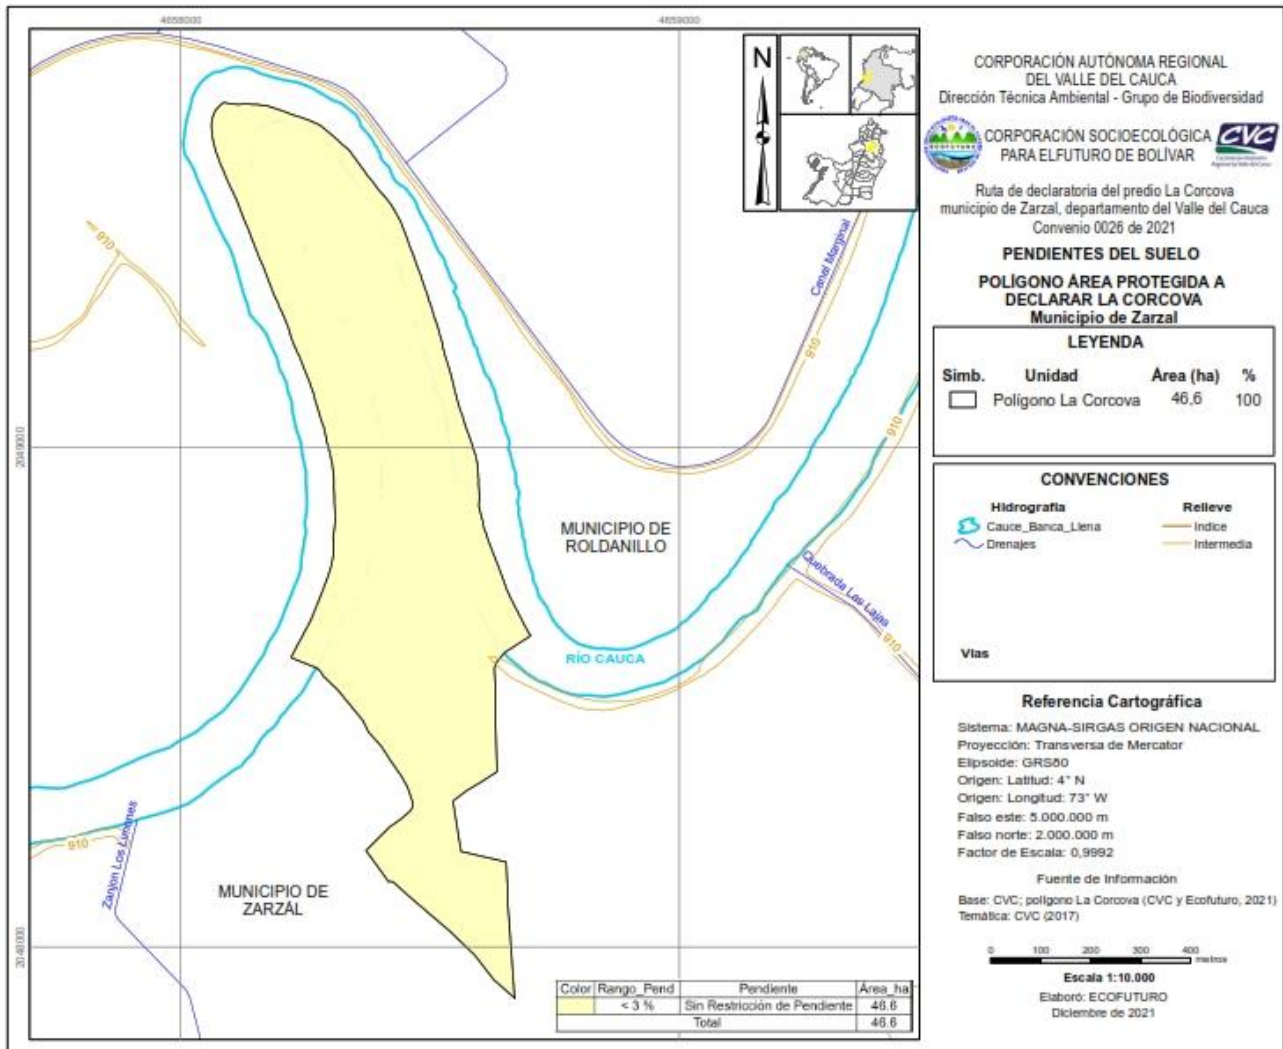 4658000
4659000
2049000
2048000
N
910
Canal Marginal
910
910
MUNICIPIO DE
ROLDANILLO
Quebrada Las Lajas
910
RÍO CAUCA
Zanjon Los Limones
910
MUNICIPIO DE
ZARZÁL
Color Rango_Pend Pendiente Área_ha
< 3 % Sin Restricción de Pendiente 46.6
Total 46.6
CORPORACIÓN AUTÓNOMA REGIONAL
DEL VALLE DEL CAUCA
Dirección Técnica Ambiental - Grupo de Biodiversidad
ECOFUTURO
CORPORACIÓN SOCIOECOLÓGICA
PARA ELFUTURO DE BOLÍVAR
CVC
Ruta de declaratoria del predio La Corcova
municipio de Zarzal, departamento del Valle del Cauca
Convenio 0026 de 2021
PENDIENTES DEL SUELO
POLÍGONO ÁREA PROTEGIDA A
DECLARAR LA CORCOVA
Municipio de Zarzal
LEYENDA
Simb. Unidad Área (ha) %
Polígono La Corcova 46,6 100
CONVENCIONES
Hidrografía Relieve
Cauce_Banca_Llena Indice
Drenajes Intermedia
Vías
Referencia Cartográfica
Sistema: MAGNA-SIRGAS ORIGEN NACIONAL
Proyección: Transversa de Mercator
Elipsoide: GRS80
Origen: Latitud: 4° N
Origen: Longitud: 73° W
Falso este: 5.000.000 m
Falso norte: 2.000.000 m
Factor de Escala: 0,9992
Fuente de Información
Base: CVC; polígono La Corcova (CVC y Ecofuturo, 2021)
Temática: CVC (2017)
0 100 200 300 400
metros
Escala 1:10.000
Elaboró: ECOFUTURO
Diciembre de 2021